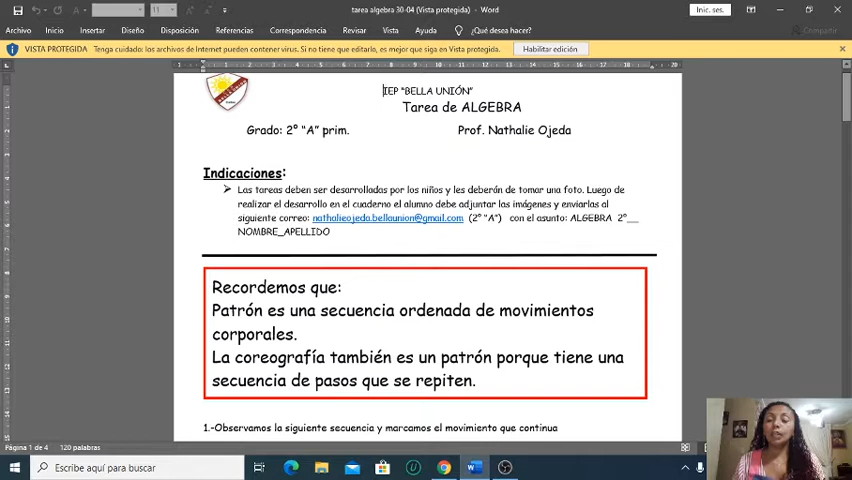 tarea algebra 30-04 (Vista protegida) - Word
Inic. ses.
11
Archivo Inicio Insertar Diseño Disposición Referencias Correspondencia Revisar Vista Ayuda ¿Qué desea hacer? Compartir
VISTA PROTEGIDA Tenga cuidado: los archivos de Internet pueden contener virus. Si no tiene que editarlo, es mejor que siga en Vista protegida. Habilitar edición
IEP "BELLA UNIÓN"
Tarea de ALGEBRA
Grado: 2° "A" prim. Prof. Nathalie Ojeda
Indicaciones:
Las tareas deben ser desarrolladas por los niños y les deberán de tomar una foto. Luego de
realizar el desarrollo en el cuaderno el alumno debe adjuntar las imágenes y enviarlas al
siguiente correo: nathalieojeda.bellaunion@gmail.com (2° "A") con el asunto: ALGEBRA 2°__
NOMBRE_APELLIDO
Recordemos que:
Patrón es una secuencia ordenada de movimientos
corporales.
La coreografía también es un patrón porque tiene una
secuencia de pasos que se repiten.
1.-Observamos la siguiente secuencia y marcamos el movimiento que continua
Página 1 de 4 120 palabras
Escribe aquí para buscar